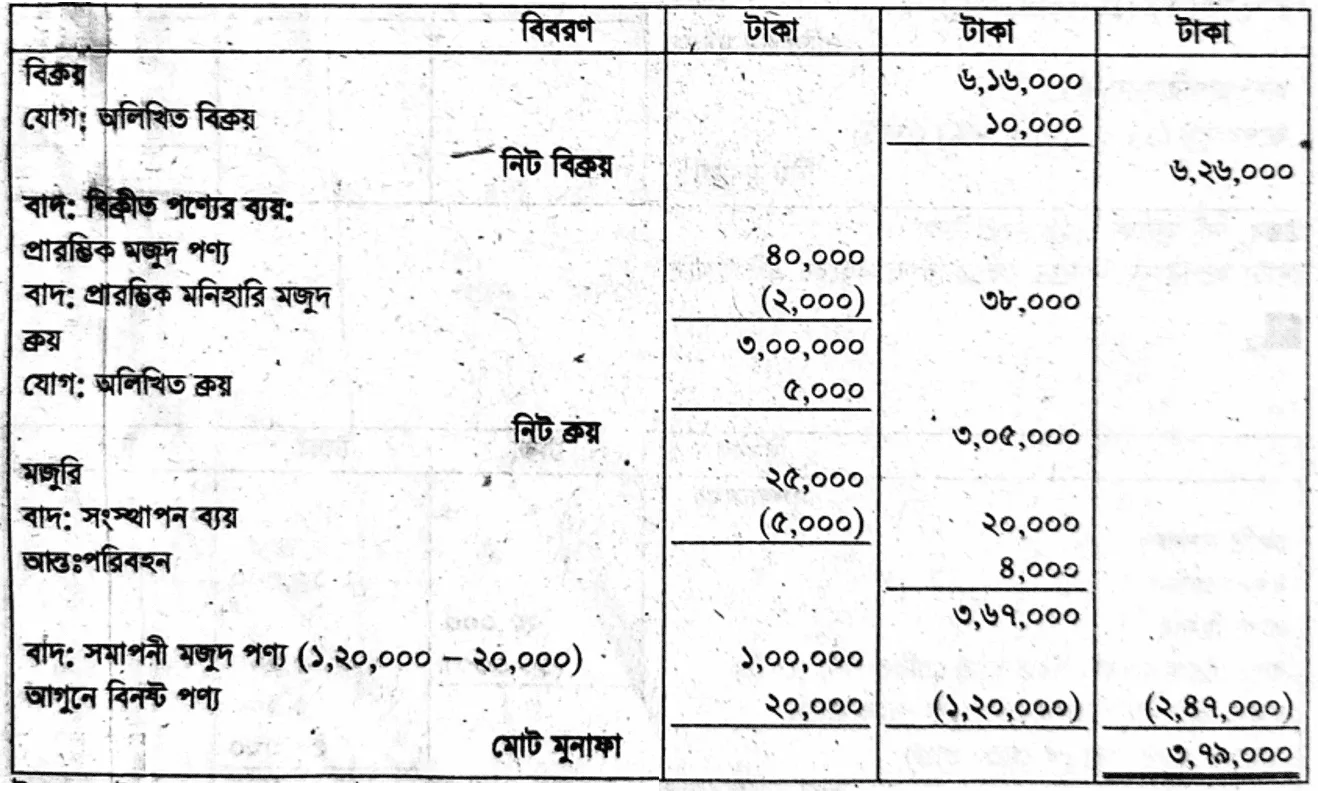 বিবরণ টাকা টাকা টাকা
বিক্রয় ৬,১৬,০০০
যোগ: অলিখিত বিক্রয় ১০,০০০
নিট বিক্রয় ৬,২৬,০০০
বাদ: বিক্রীত পণ্যের ব্যয়:
প্রারম্ভিক মজুদ পণ্য ৪০,০০০
বাদ: প্রারম্ভিক মনিহারি মজুদ (২,০০০) ৩৮,০০০
ক্রয় ৩,০০,০০০
যোগ: অলিখিত ক্রয় ৫,০০০
নিট ক্রয় ৩,০৫,০০০
মজুরি ২৫,০০০
বাদ: সংস্থাপন ব্যয় (৫,০০০) ২০,০০০
আন্তঃপরিবহন ৪,০০০
৩,৬৭,০০০
বাদ: সমাপনী মজুদ পণ্য (১,২০,০০০ – ২০,০০০) ১,০০,০০০
আগুনে বিনষ্ট পণ্য ২০,০০০ (১,২০,০০০) (২,৪৭,০০০)
মোট মুনাফা ৩,৭৯,০০০